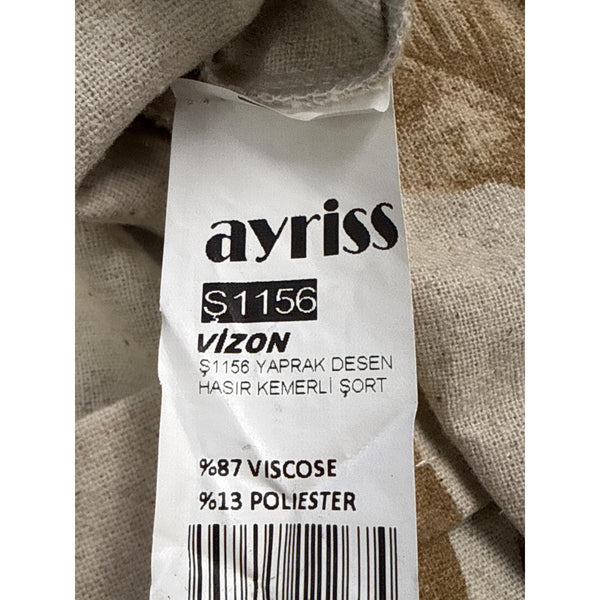 ayriss
Ş1156
VİZON
Ş1156 YAPRAK DESEN
HASIR KEMERLİ ŞORT
%87 VISCOSE
%13 POLIESTER